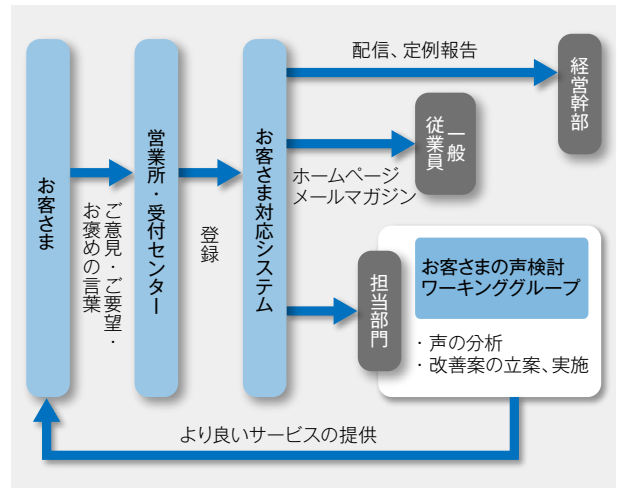 お客さま
ご意見・ご要望・
お褒めの言葉
営業所・受付センター
登録
お客さま対応システム
配信、定例報告
経営幹部
ホームページ
メールマガジン
一般
従業員
担当部門
お客さまの声検討
ワーキンググループ
・声の分析
・改善案の立案、実施
より良いサービスの提供